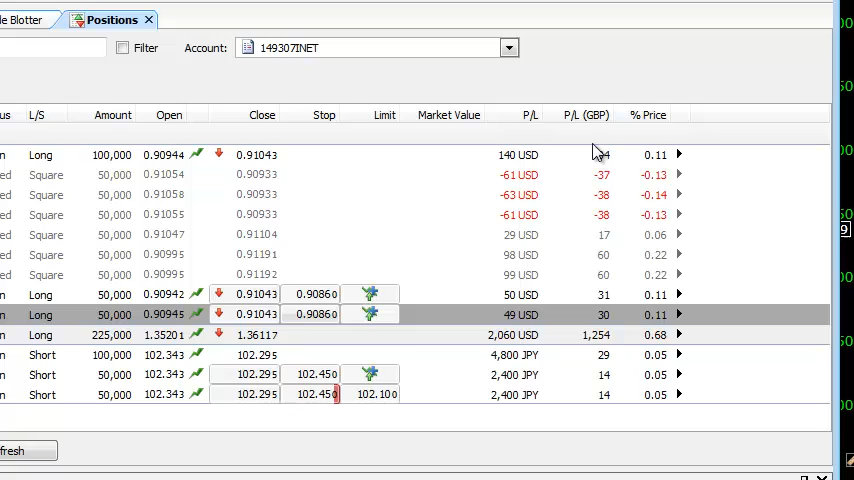 le Blotter Positions
Filter Account: 149307INET
us L/S Amount Open Close Stop Limit Market Value P/L P/L (GBP) % Price
n Long 100,000 0.90944 0.91043 140 USD 4 0.11
ed Square 50,000 0.91054 0.90933 -61 USD -37 -0.13
ed Square 50,000 0.91058 0.90933 -63 USD -38 -0.14
ed Square 50,000 0.91055 0.90933 -61 USD -38 -0.13
ed Square 50,000 0.91047 0.91104 29 USD 17 0.06
ed Square 50,000 0.90995 0.91191 98 USD 60 0.22
ed Square 50,000 0.90995 0.91192 99 USD 60 0.22
n Long 50,000 0.90942 0.91043 0.90860 50 USD 31 0.11
n Long 50,000 0.90945 0.91043 0.90860 49 USD 30 0.11
n Long 225,000 1.35201 1.36117 2,060 USD 1,254 0.68
n Short 100,000 102.343 102.295 4,800 JPY 29 0.05
n Short 50,000 102.343 102.295 102.450 2,400 JPY 14 0.05
n Short 50,000 102.343 102.295 102.450 102.100 2,400 JPY 14 0.05
fresh